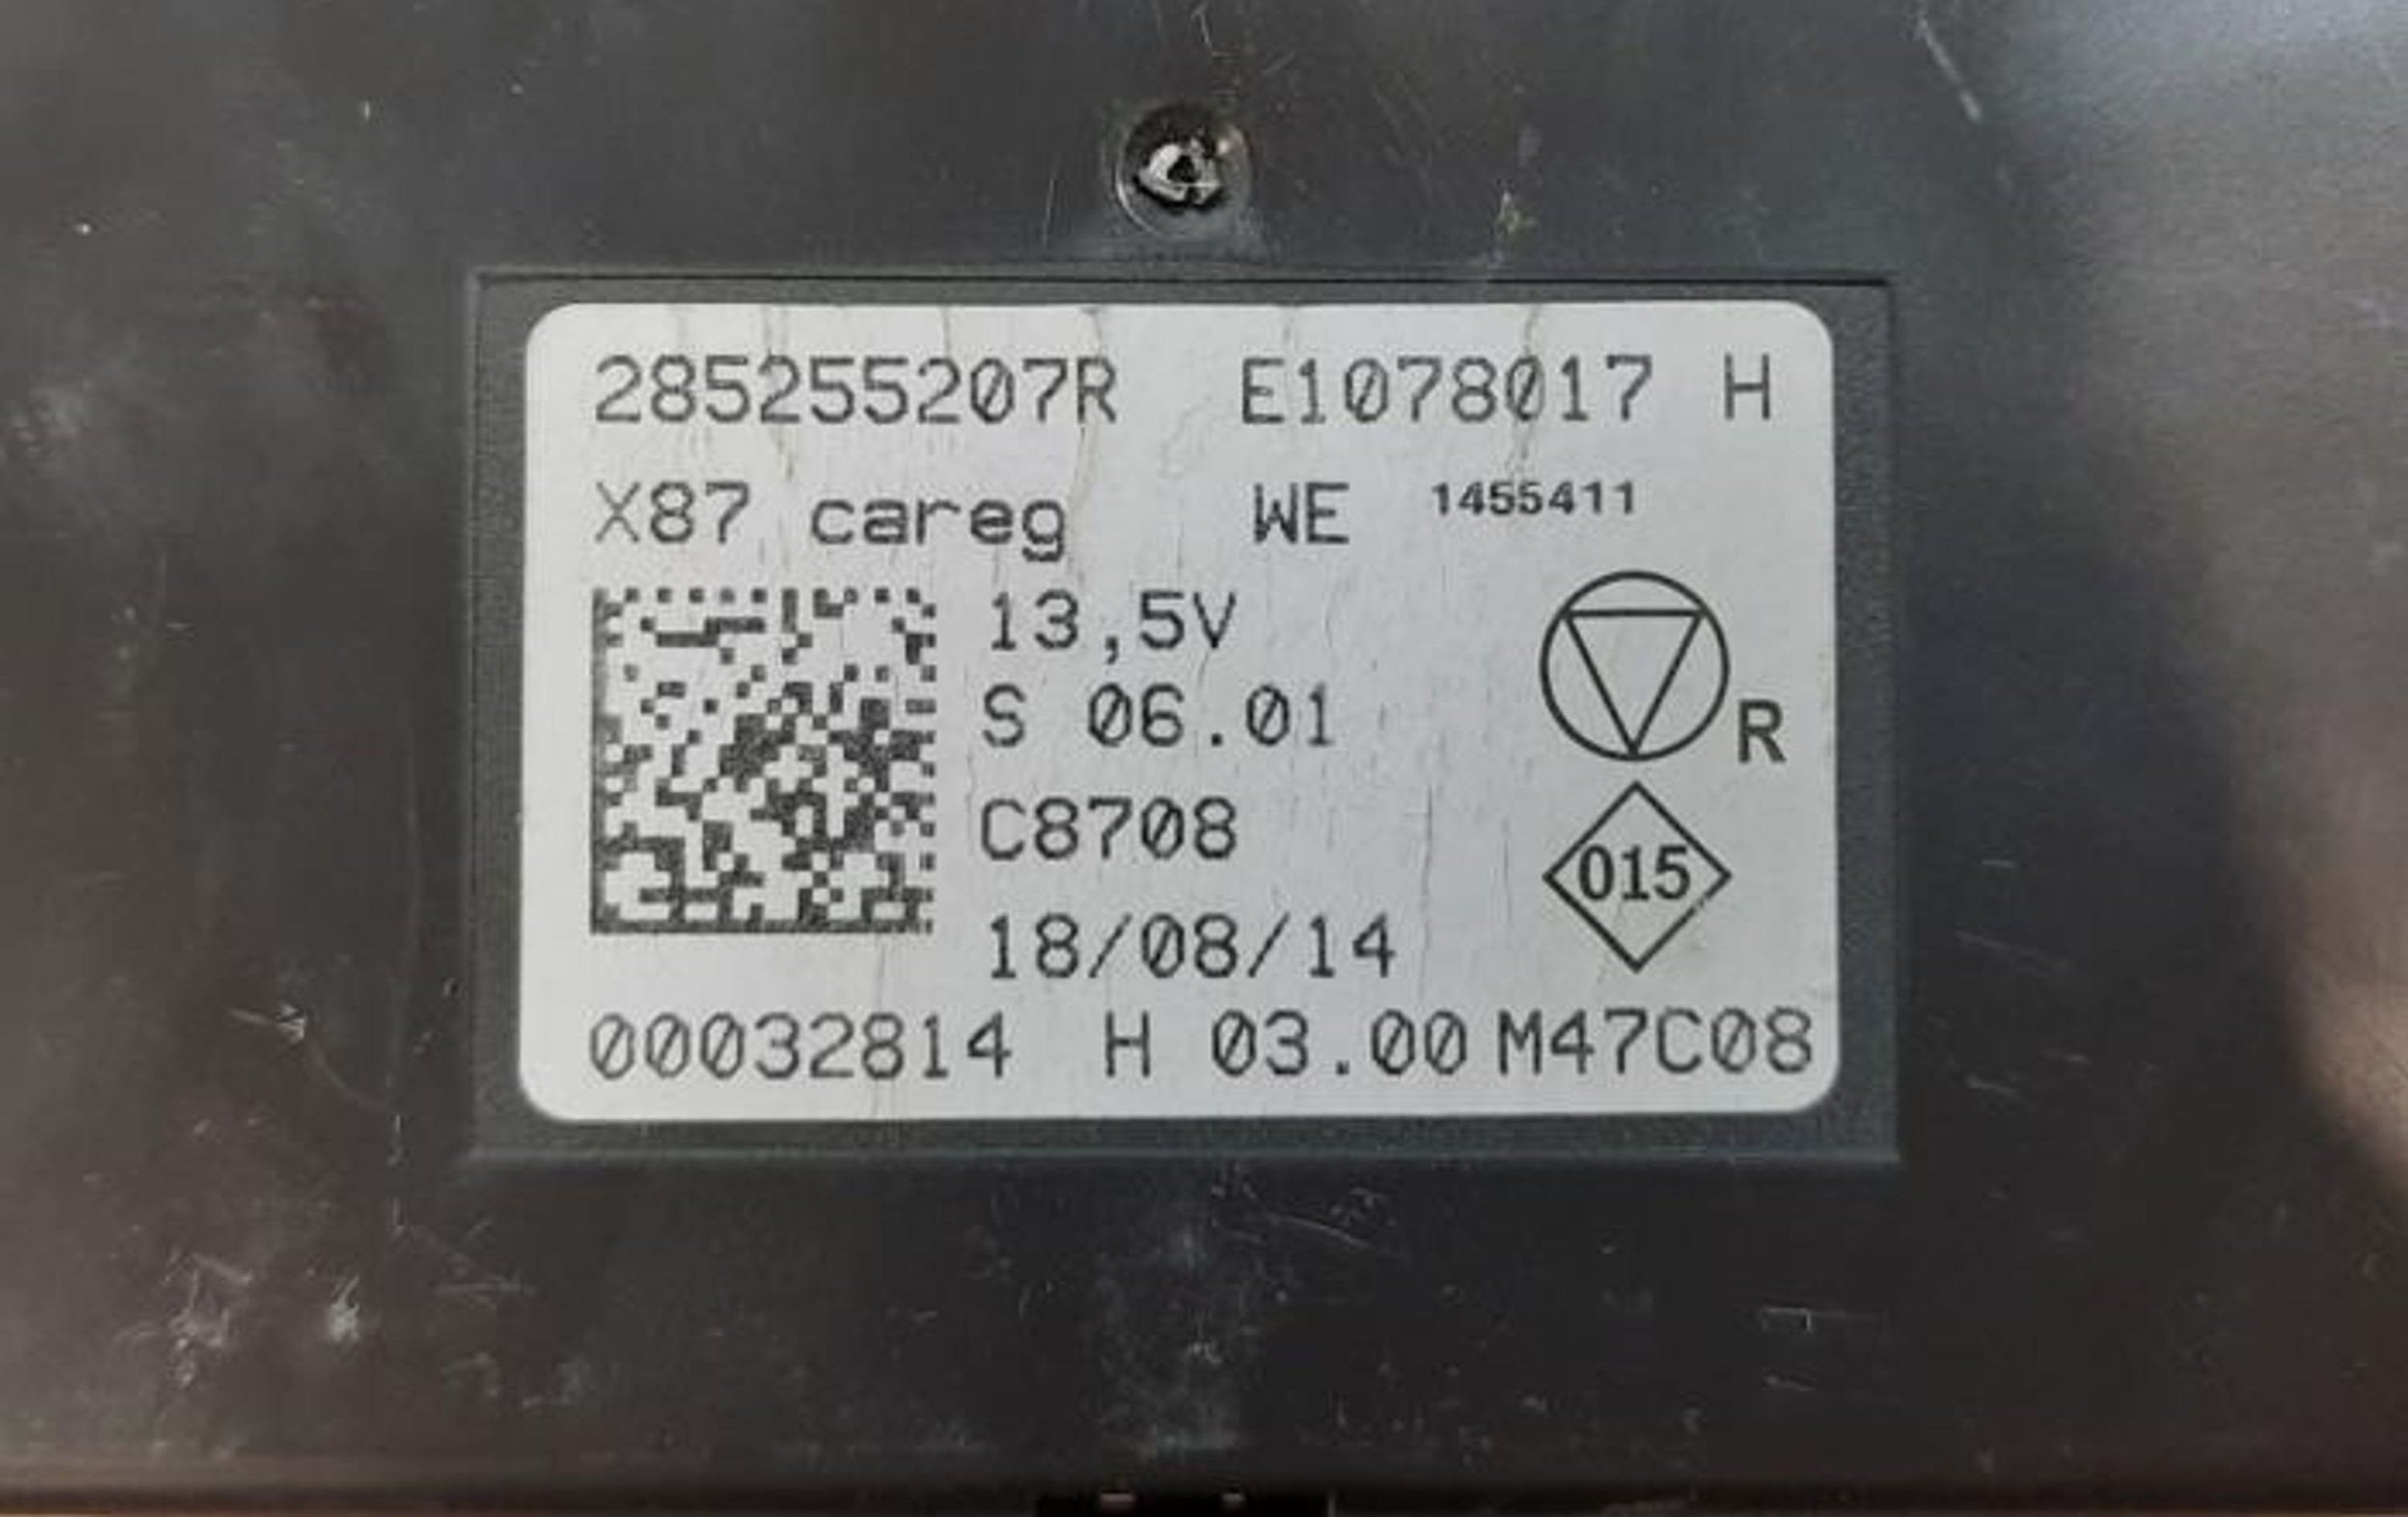 285255207R E1078017 H
X87 careg WE 1455411
13,5V
S 06.01
R
C8708
015
18/08/14
00032814 H 03.00 M47C08